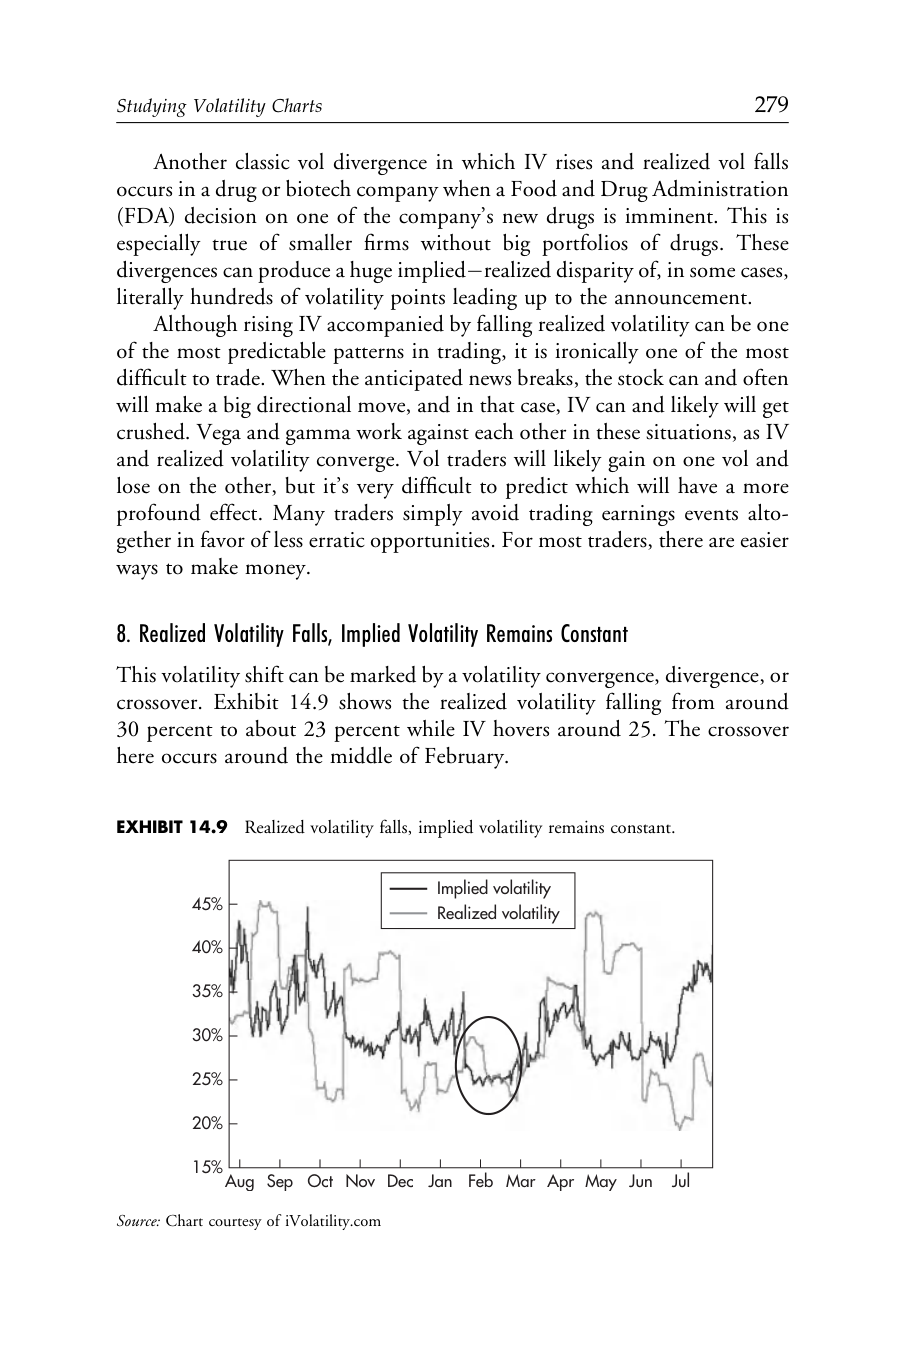 Studying Volatility Charts 279
Another classic vol divergence in which IV rises and realized vol falls
occurs in a drug or biotech company when a Food and Drug Administration
(FDA) decision on one of the company’s new drugs is imminent. This is
especially true of smaller firms without big portfolios of drugs. These
divergences can produce a huge implied–realized disparity of, in some cases,
literally hundreds of volatility points leading up to the announcement.
Although rising IV accompanied by falling realized volatility can be one
of the most predictable patterns in trading, it is ironically one of the most
difficult to trade. When the anticipated news breaks, the stock can and often
will make a big directional move, and in that case, IV can and likely will get
crushed. Vega and gamma work against each other in these situations, as IV
and realized volatility converge. Vol traders will likely gain on one vol and
lose on the other, but it’s very difficult to predict which will have a more
profound effect. Many traders simply avoid trading earnings events alto-
gether in favor of less erratic opportunities. For most traders, there are easier
ways to make money.
8. Realized Volatility Falls, Implied Volatility Remains Constant
This volatility shift can be marked by a volatility convergence, divergence, or
crossover. Exhibit 14.9 shows the realized volatility falling from around
30 percent to about 23 percent while IV hovers around 25. The crossover
here occurs around the middle of February.
EXHIBIT 14.9 Realized volatility falls, implied volatility remains constant.
Implied volatility
Realized volatility
45%
40%
35%
30%
25%
20%
15%
Aug Sep Oct Nov Dec Jan Feb Mar Apr May Jun Jul
Source: Chart courtesy of iVolatility.com